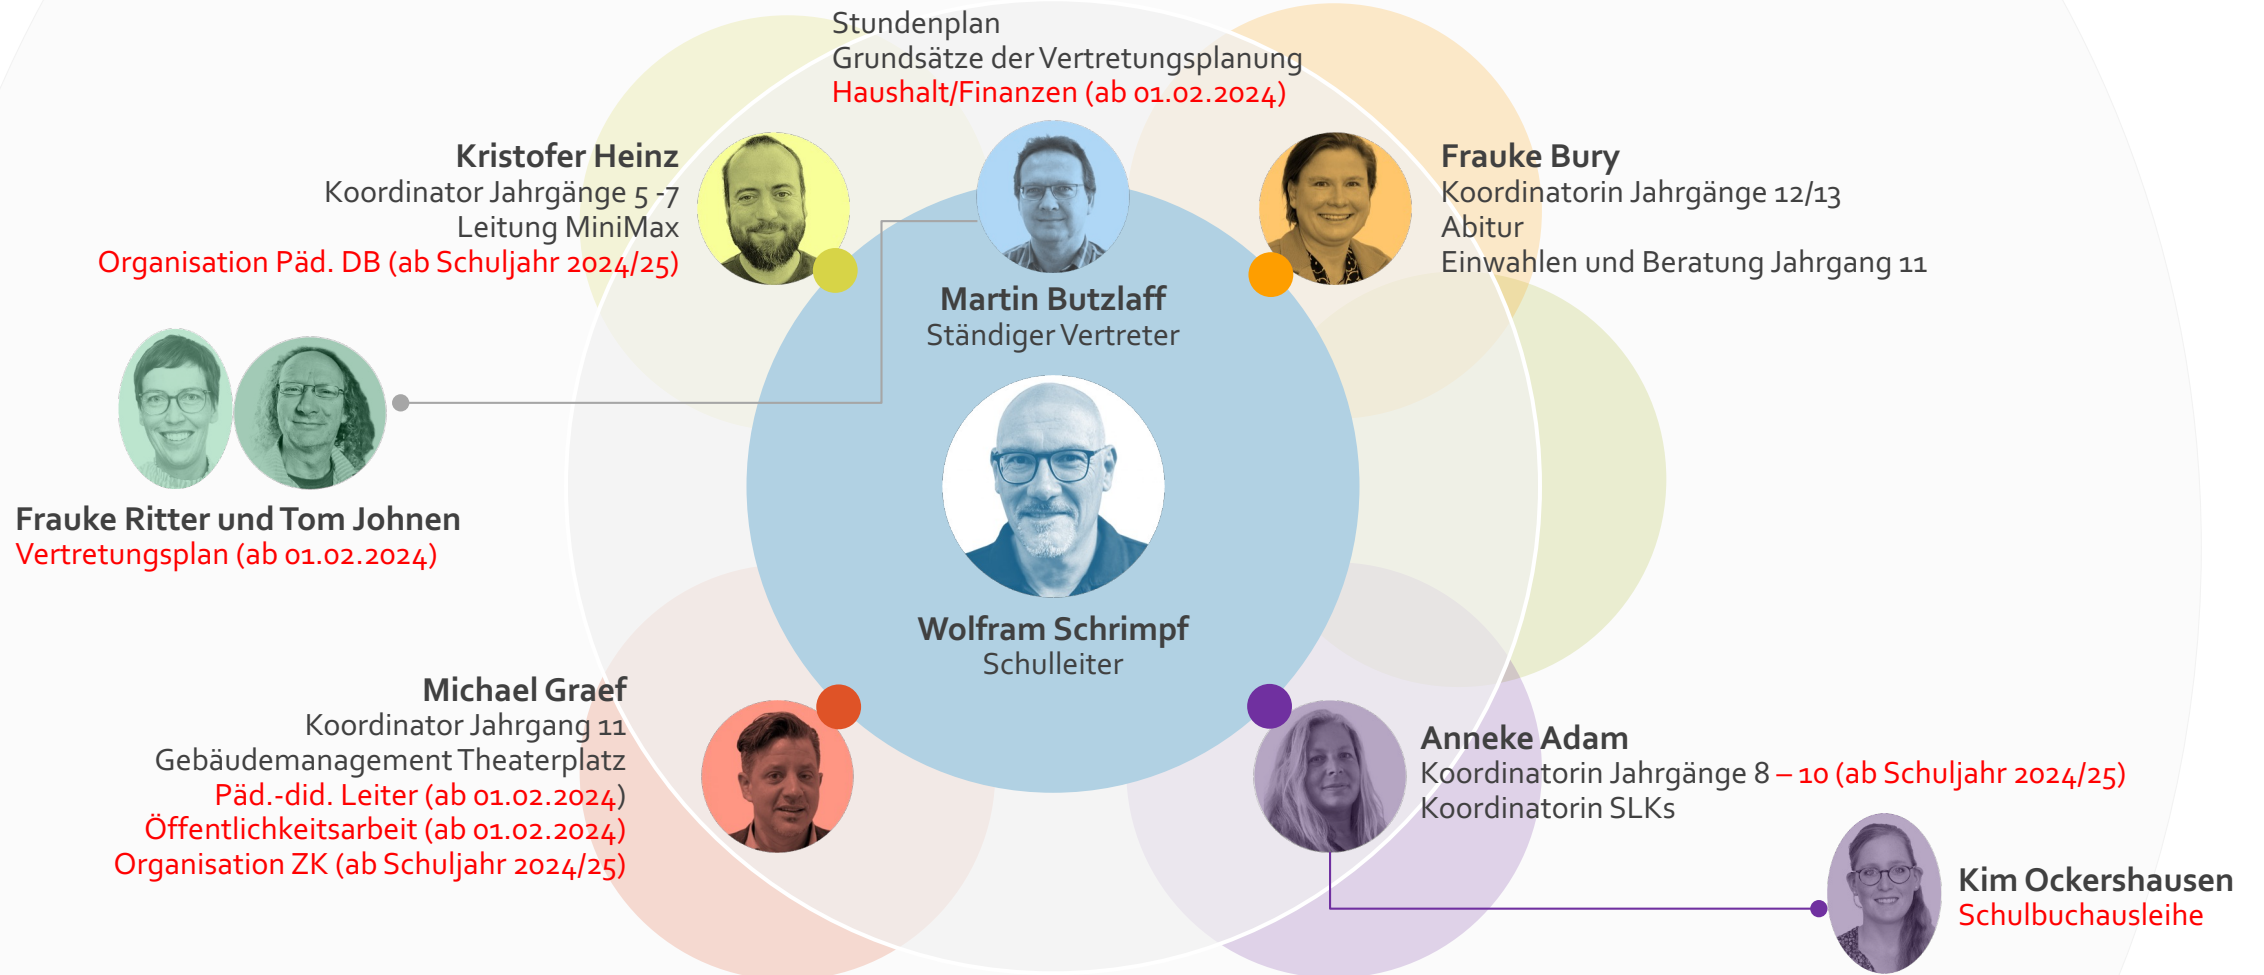 Stundenplan
Grundsätze der Vertretungsplanung
Haushalt/Finanzen (ab 01.02.2024)
Kristofer Heinz
Koordinator Jahrgänge 5 -7
Leitung MiniMax
Organisation Päd. DB (ab Schuljahr 2024/25)
Martin Butzlaff
Ständiger Vertreter
Frauke Bury
Koordinatorin Jahrgänge 12/13
Abitur
Einwahlen und Beratung Jahrgang 11
Frauke Ritter und Tom Johnen
Vertretungsplan (ab 01.02.2024)
Wolfram Schrimpf
Schulleiter
Michael Graef
Koordinator Jahrgang 11
Gebäudemanagement Theaterplatz
Päd.-did. Leiter (ab 01.02.2024)
Öffentlichkeitsarbeit (ab 01.02.2024)
Organisation ZK (ab Schuljahr 2024/25)
Anneke Adam
Koordinatorin Jahrgänge 8 – 10 (ab Schuljahr 2024/25)
Koordinatorin SLKs
Kim Ockershausen
Schulbuchausleihe